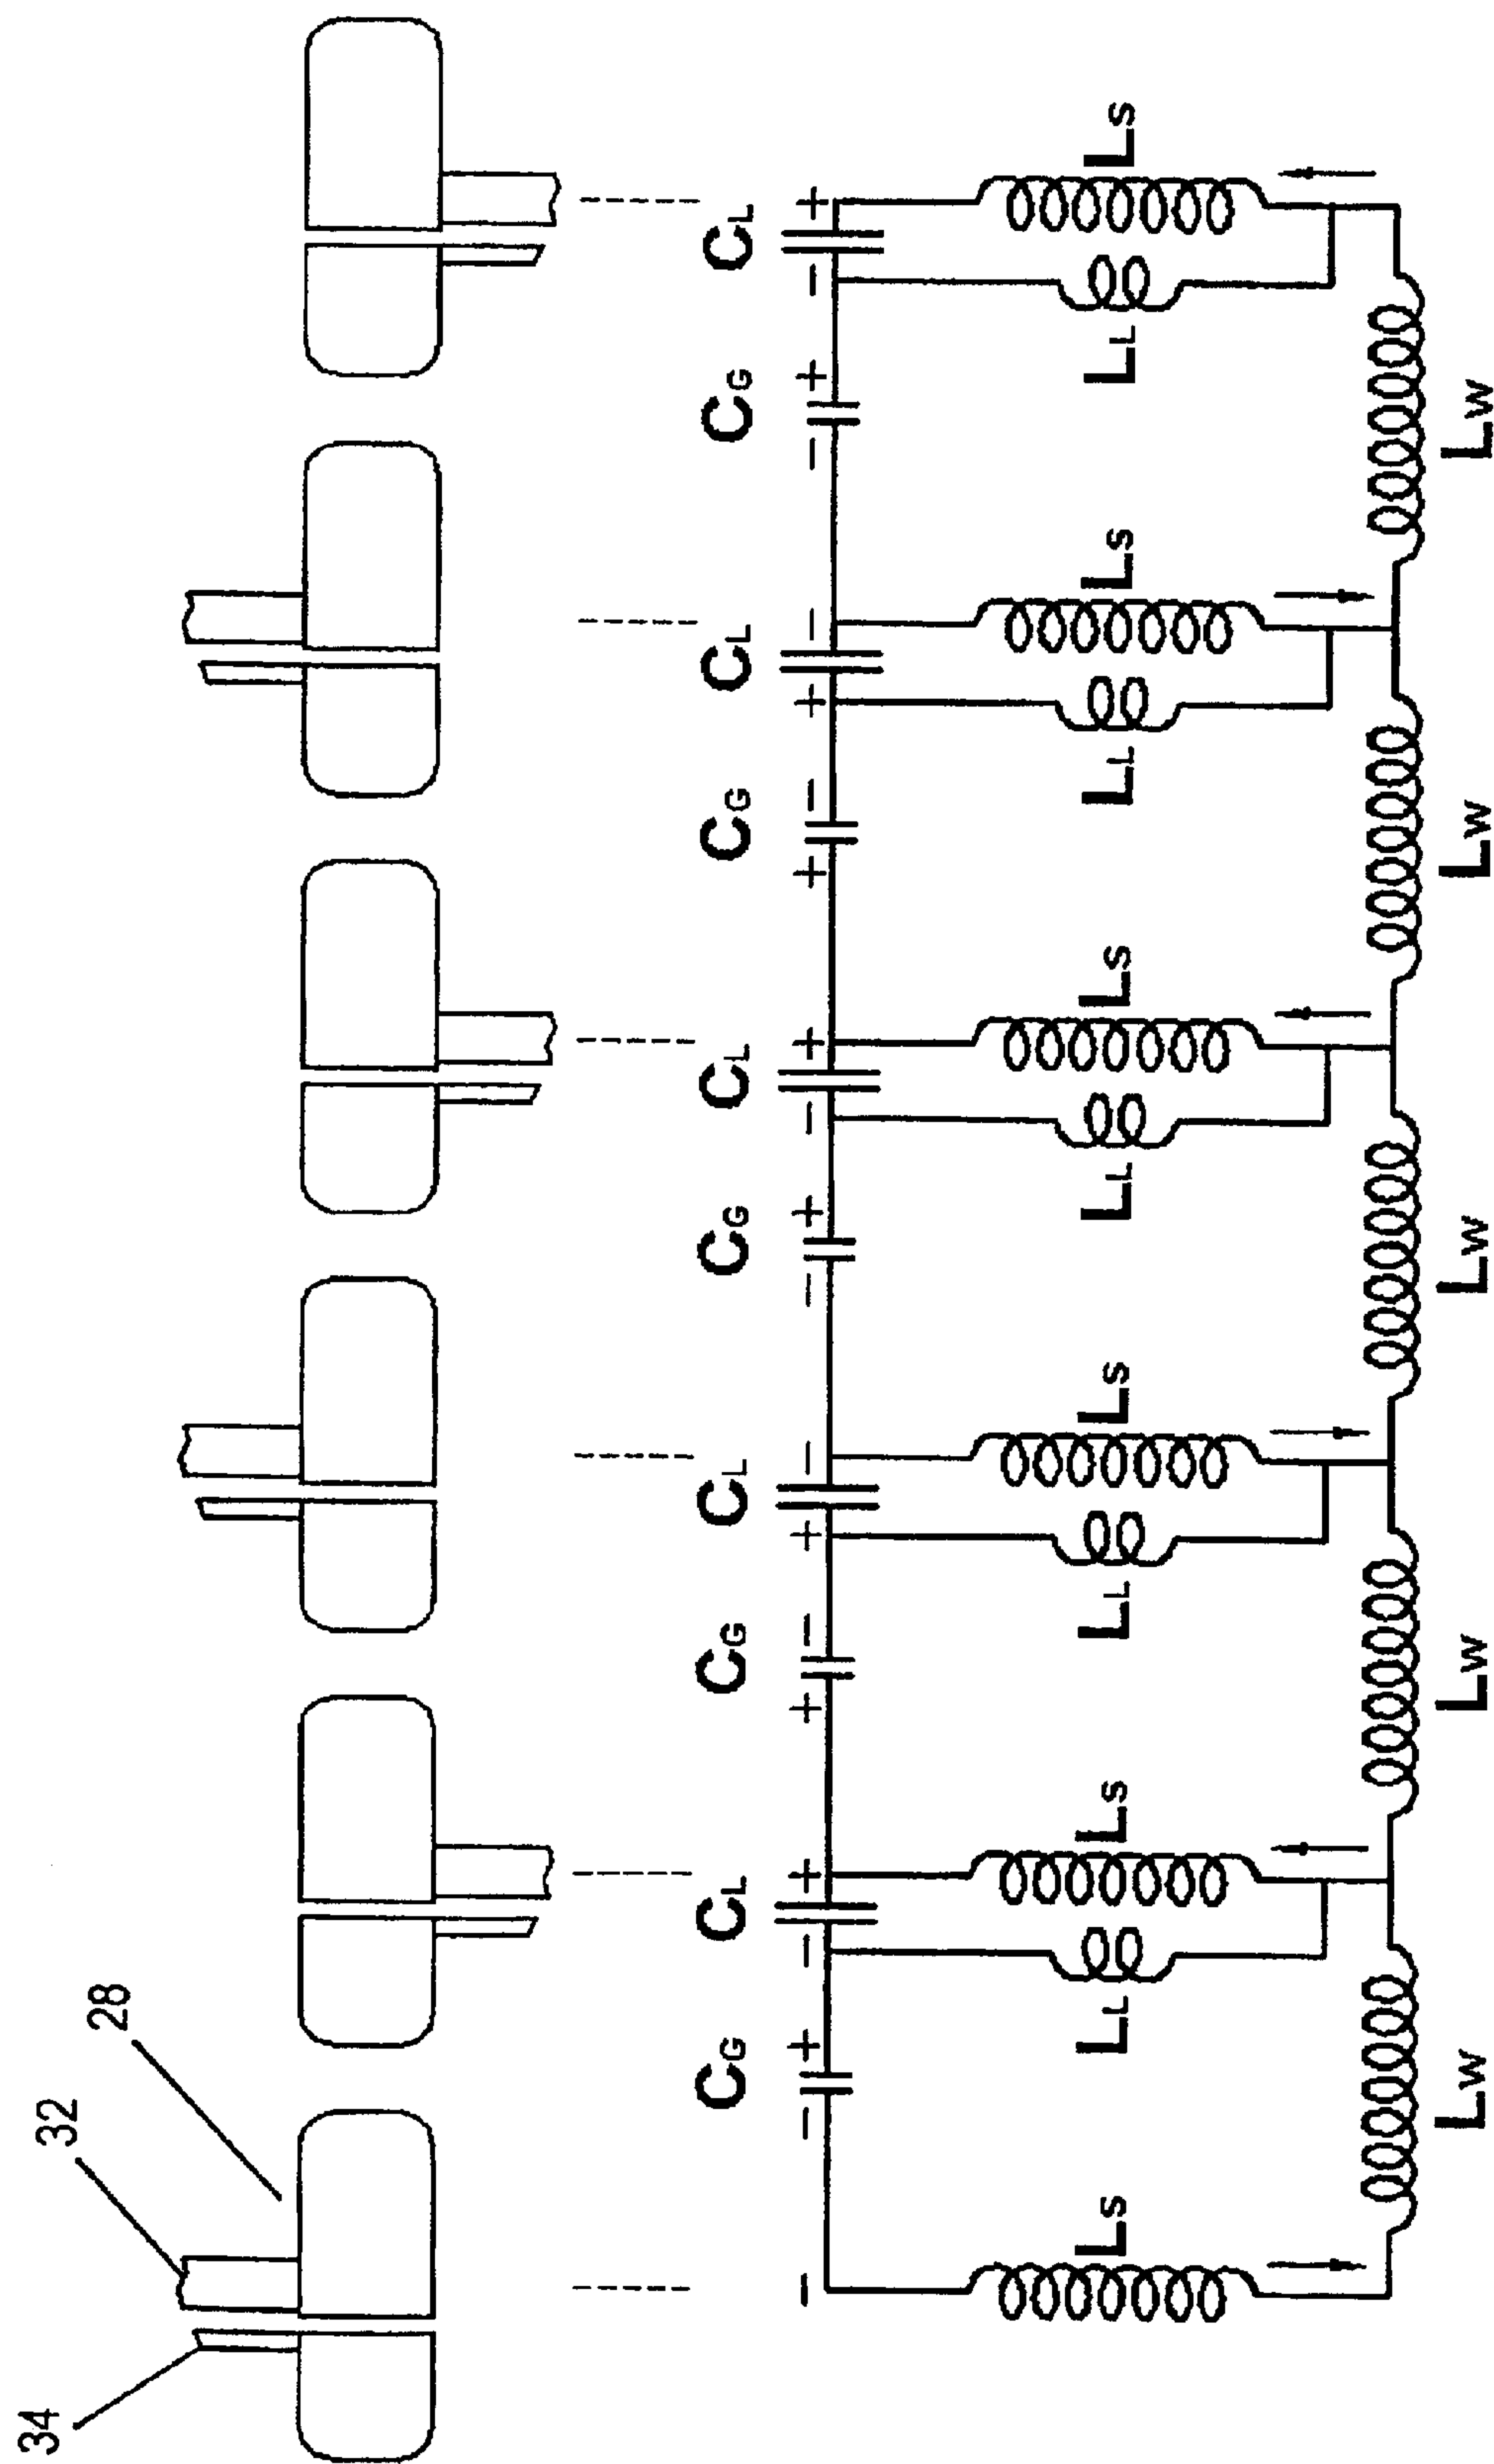 34 32 28
CG CL CG CL CG CL CG CL CG CL
− − + − + + − + − − + − + + − + − − + − +
LS LL LS LL LS LL LS LL LS LL LS
LW LW LW LW LW